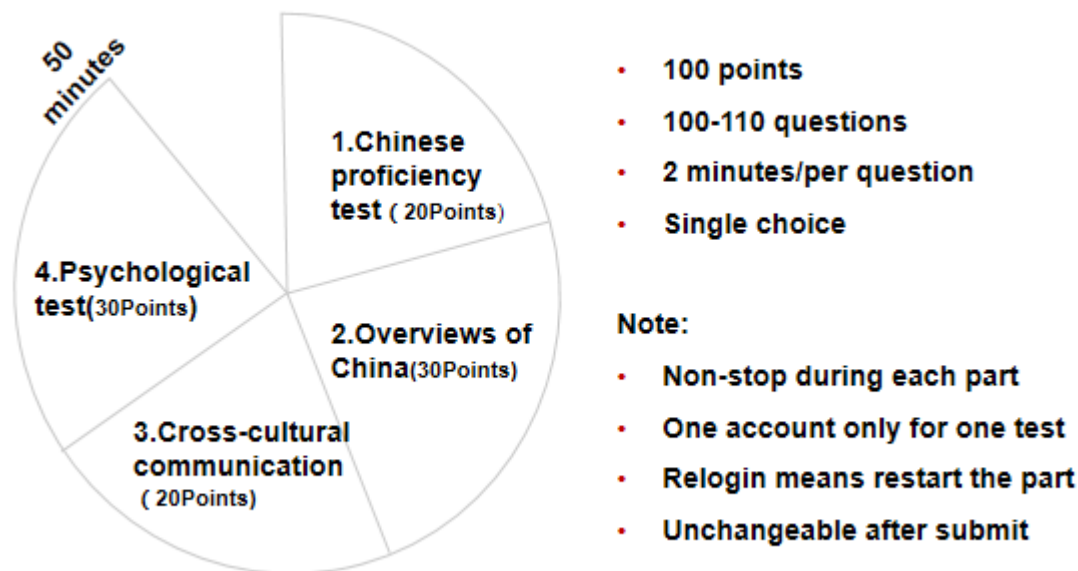 50
minutes
1.Chinese
proficiency
test ( 20Points)
2.Overviews of
China(30Points)
3.Cross-cultural
communication
( 20Points)
4.Psychological
test(30Points)
• 100 points
• 100-110 questions
• 2 minutes/per question
• Single choice
Note:
• Non-stop during each part
• One account only for one test
• Relogin means restart the part
• Unchangeable after submit